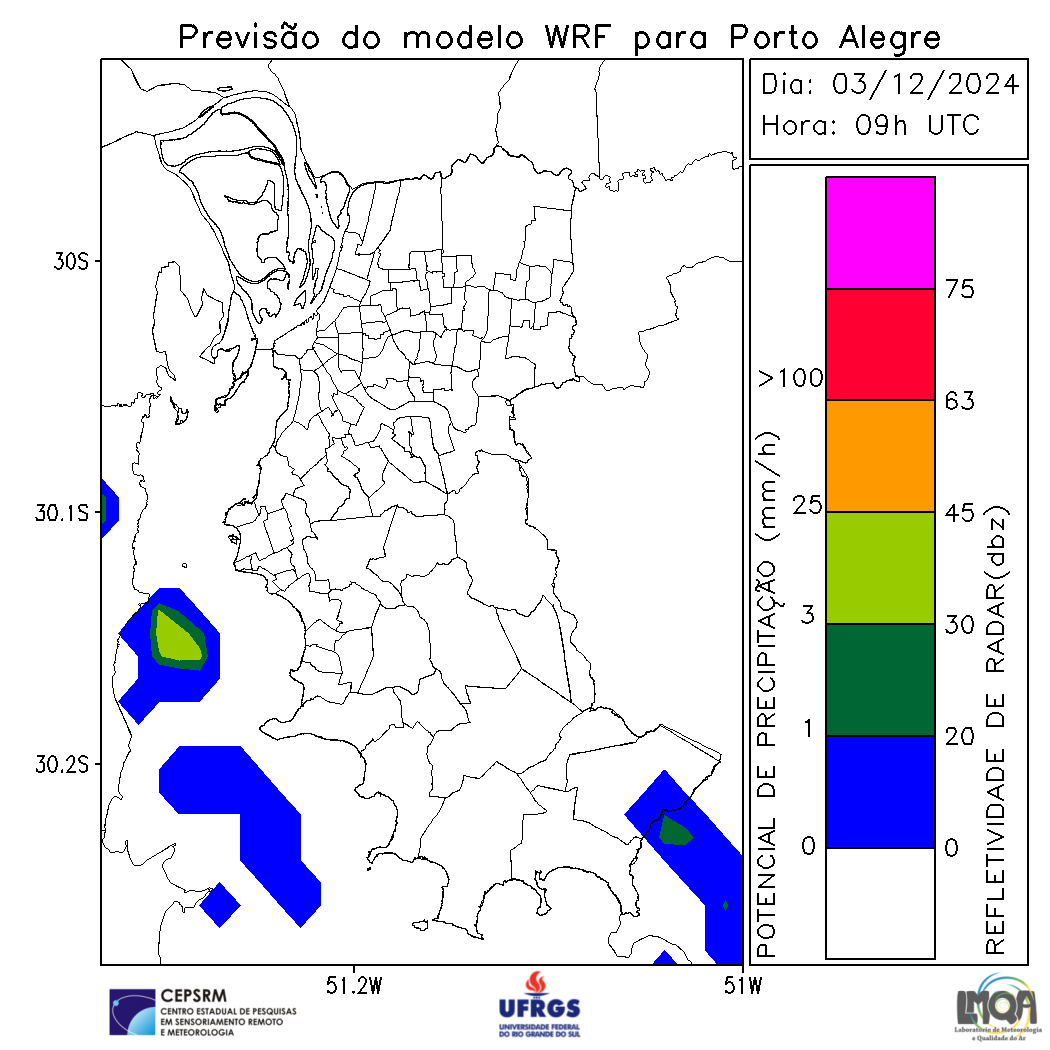 Previsão do modelo WRF para Porto Alegre
Dia: 03/12/2024
Hora: 09h UTC
30S
30.1S
30.2S
51.2W
51W
POTENCIAL DE PRECIPITAÇÃO (mm/h)
>100
25
3
1
0
75
63
45
30
20
0
REFLETIVIDADE DE RADAR(dbz)
CEPSRM
CENTRO ESTADUAL DE PESQUISAS
EM SENSORIAMENTO REMOTO
E METEOROLOGIA
UFRGS
UNIVERSIDADE FEDERAL
DO RIO GRANDE DO SUL
LMQA
Laboratório de Meteorologia
e Qualidade do Ar